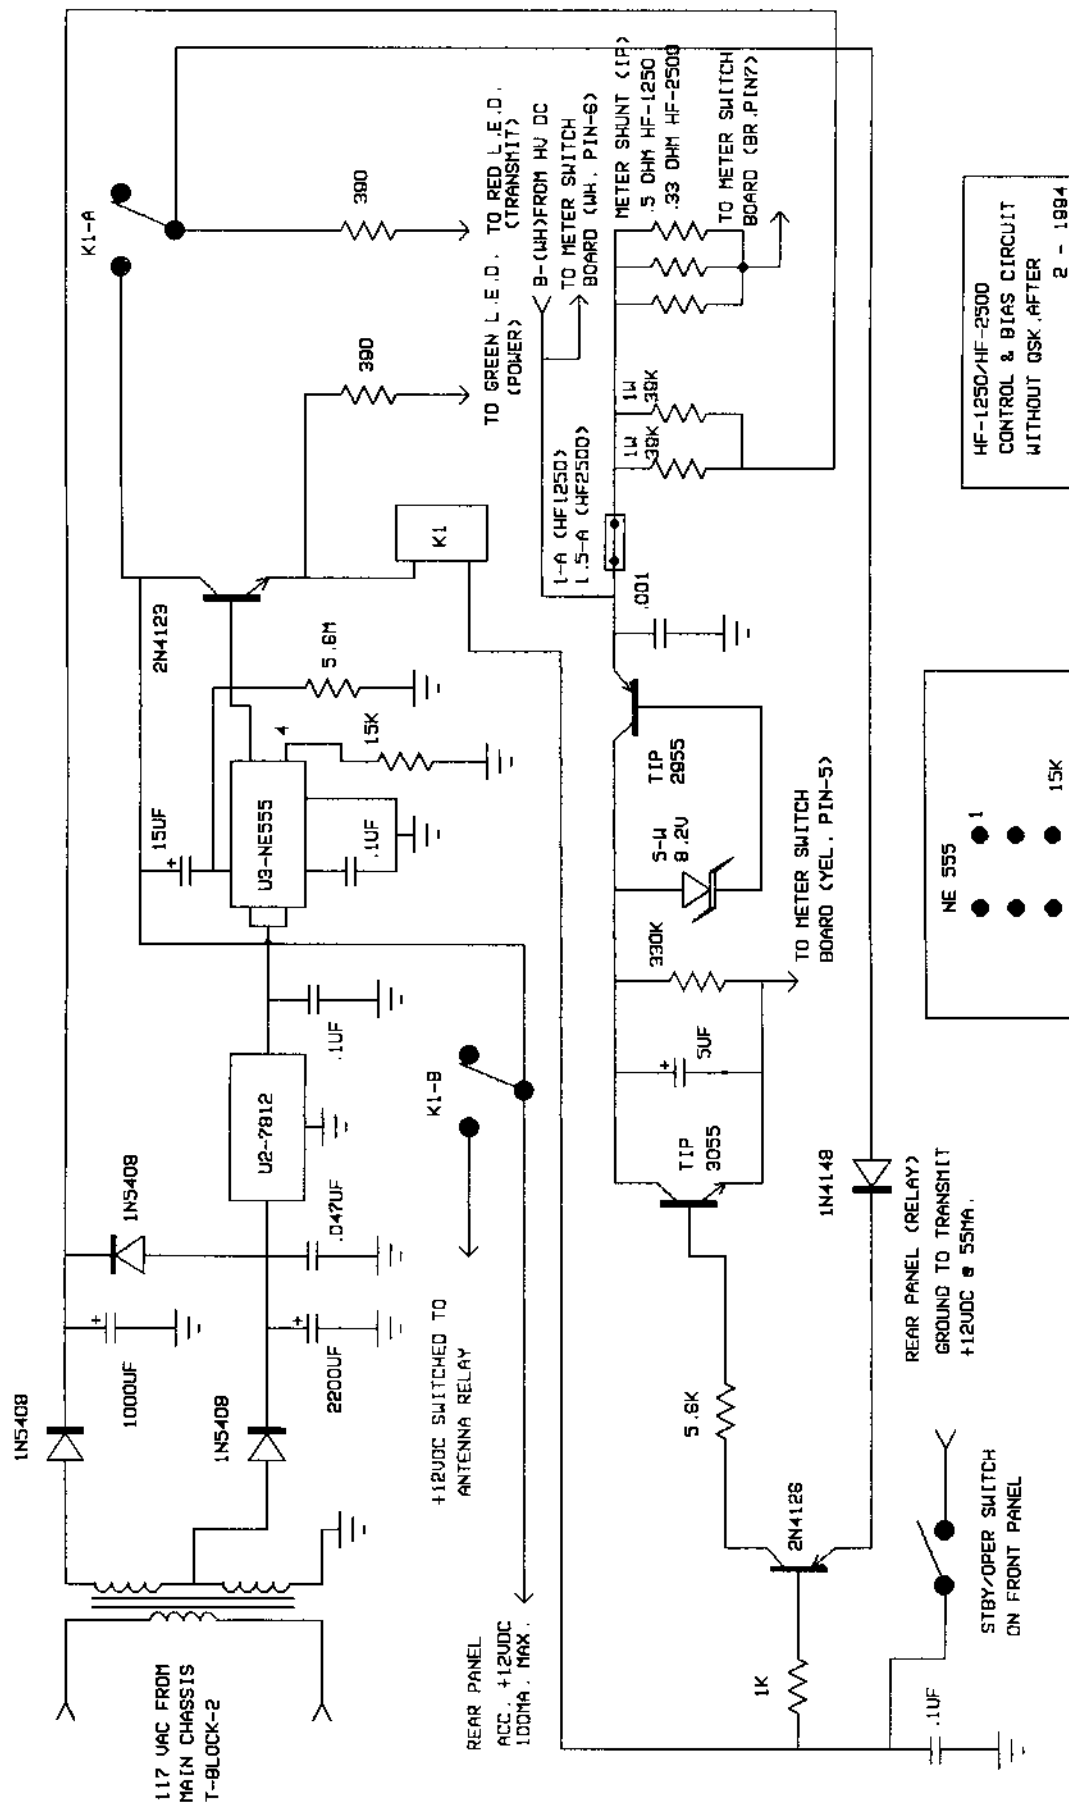 117 VAC FROM
MAIN CHASSIS
T-BLOCK-2
1N5408
1000UF
+
1N5408
1N5408
+
2200UF
.047UF
U2-7812
.1UF
15UF
+
U3-NE555
.1UF
4
15K
5.6M
2N4123
K1
390
390
K1-A
TO GREEN L.E.D.
(POWER)
TO RED L.E.D.
(TRANSMIT)
+12VDC SWITCHED TO
ANTENNA RELAY
K1-B
REAR PANEL
ACC. +12VDC
100MA. MAX.
B-(WH)FROM HV DC
TO METER SWITCH
BOARD (WH. PIN-6)
1-A (HF1250)
1.5-A (HF2500)
METER SHUNT (IP)
.5 OHM HF-1250
.33 OHM HF-2500
TO METER SWITCH
BOARD (BR.PIN7)
1W
39K
1W
39K
.001
TIP
2955
5-W
8.2V
330K
+
5UF
TIP
3055
TO METER SWITCH
BOARD (YEL. PIN-5)
5.6K
2N4126
1K
1N4148
.1UF
REAR PANEL (RELAY)
GROUND TO TRANSMIT
+12VDC @ 55MA.
STBY/OPER SWITCH
ON FRONT PANEL
NE 555
1
15K
HF-1250/HF-2500
CONTROL & BIAS CIRCUIT
WITHOUT QSK.AFTER
2 - 1994